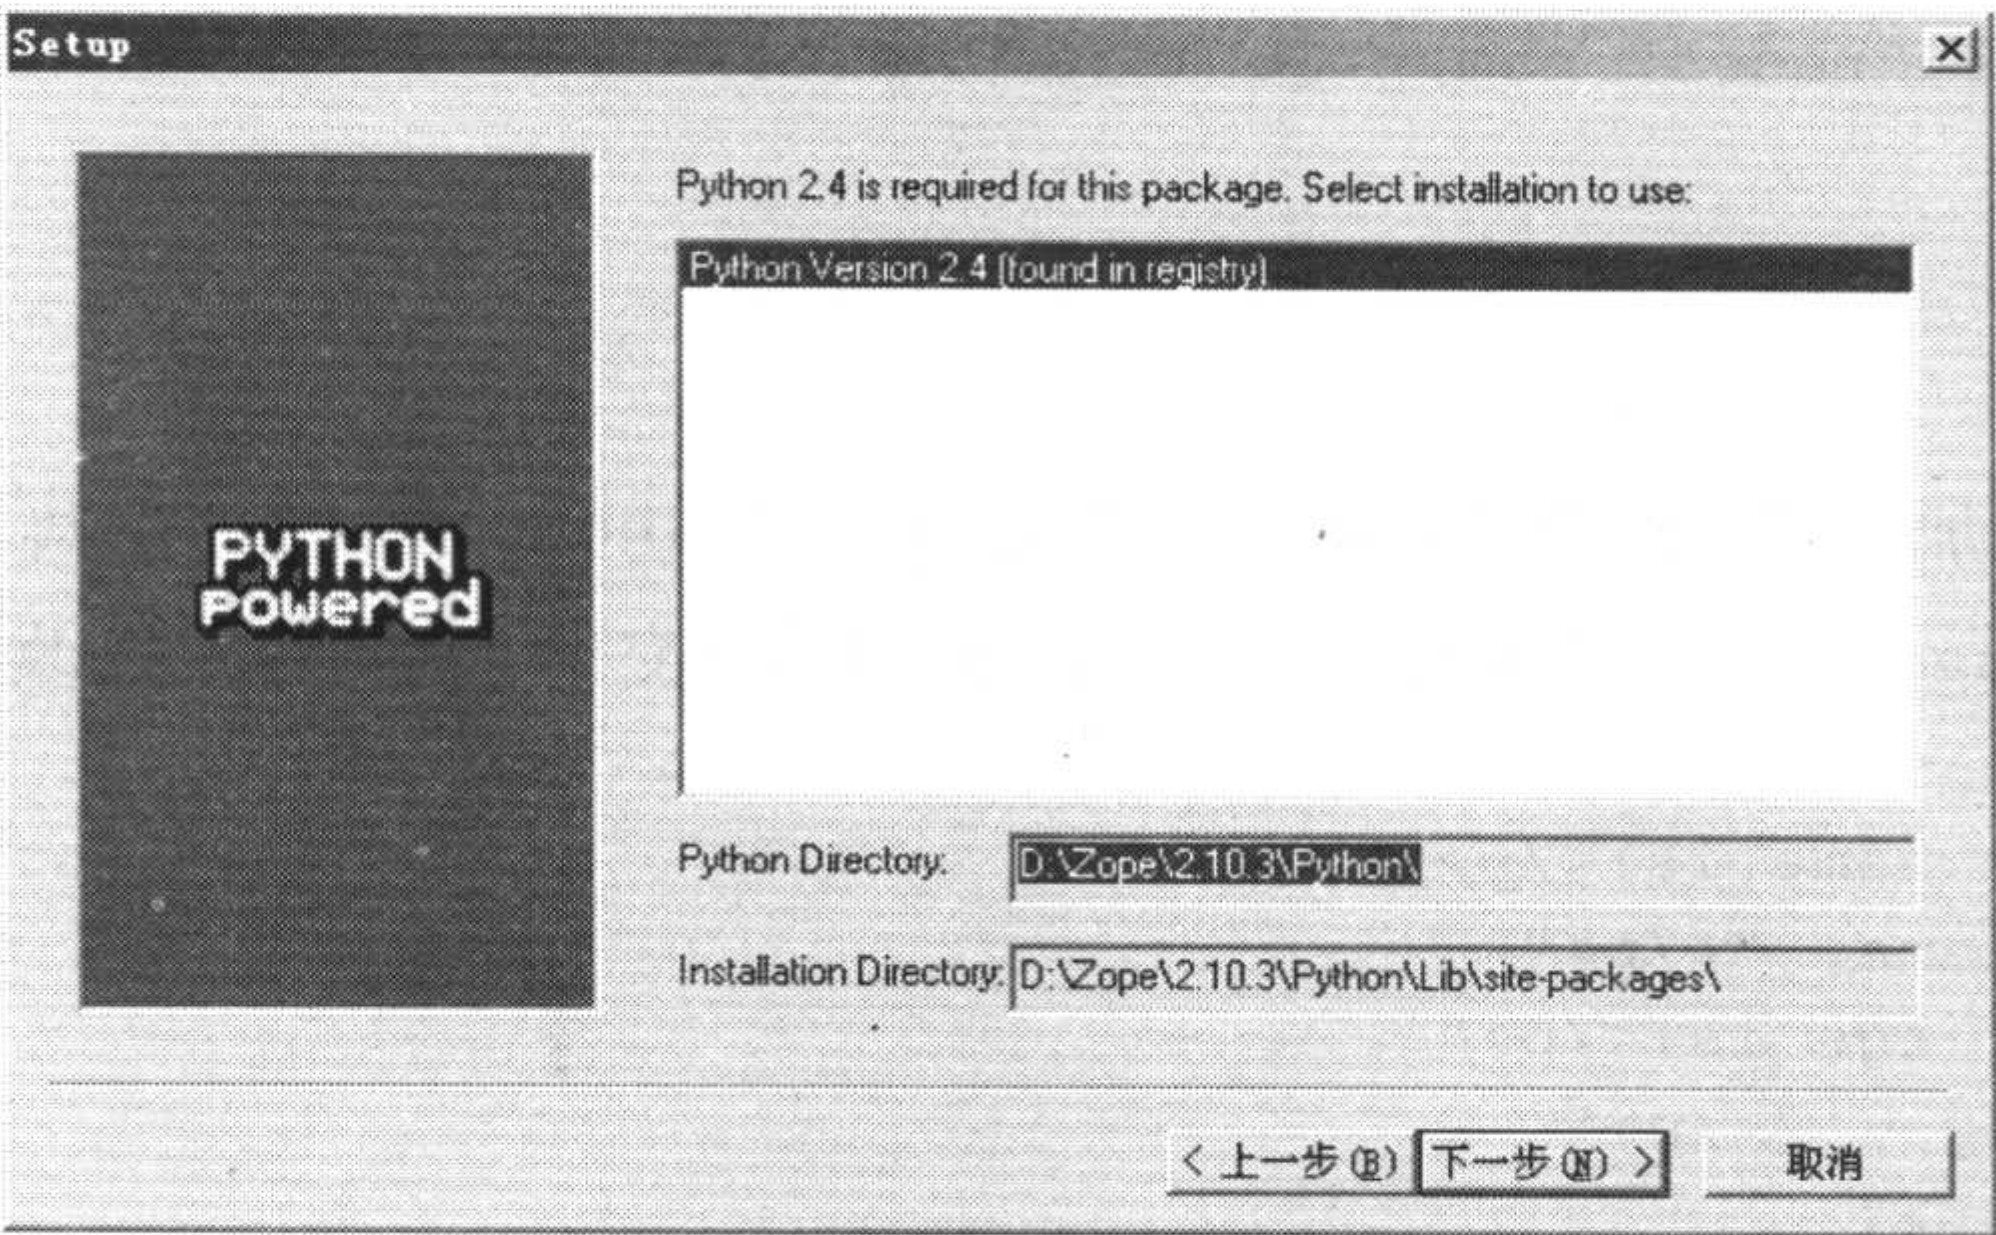 Setup
PYTHON
powered
Python 2.4 is required for this package. Select installation to use:
Python Version 2.4 (found in registry)
Python Directory: D:\Zope\2.10.3\Python\
Installation Directory: D:\Zope\2.10.3\Python\Lib\site-packages\
< 上一步(B) 下一步(N) > 取消